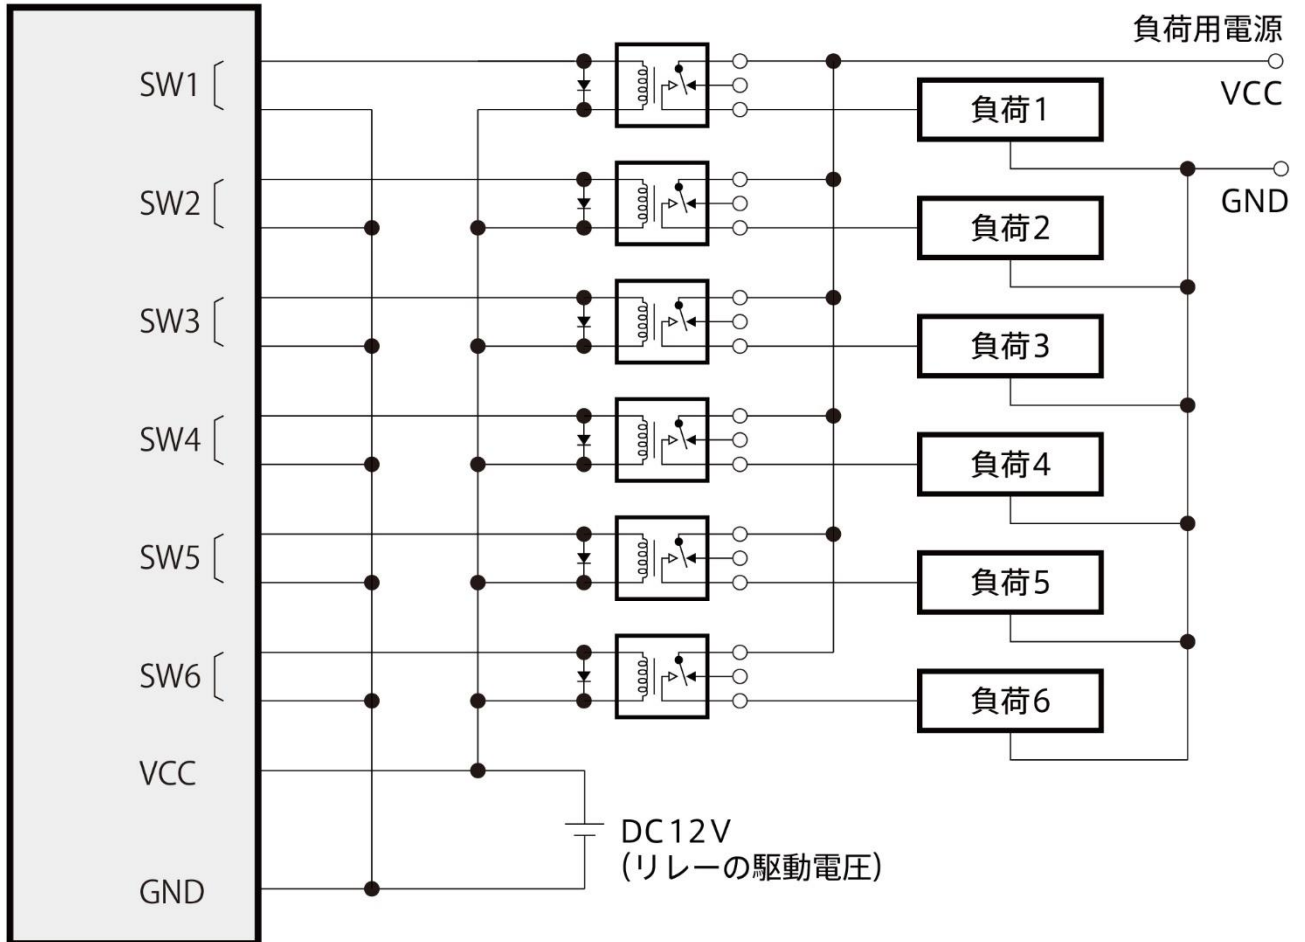 負荷用電源
VCC
GND
SW1
SW2
SW3
SW4
SW5
SW6
VCC
GND
負荷1
負荷2
負荷3
負荷4
負荷5
負荷6
DC12V
(リレーの駆動電圧)